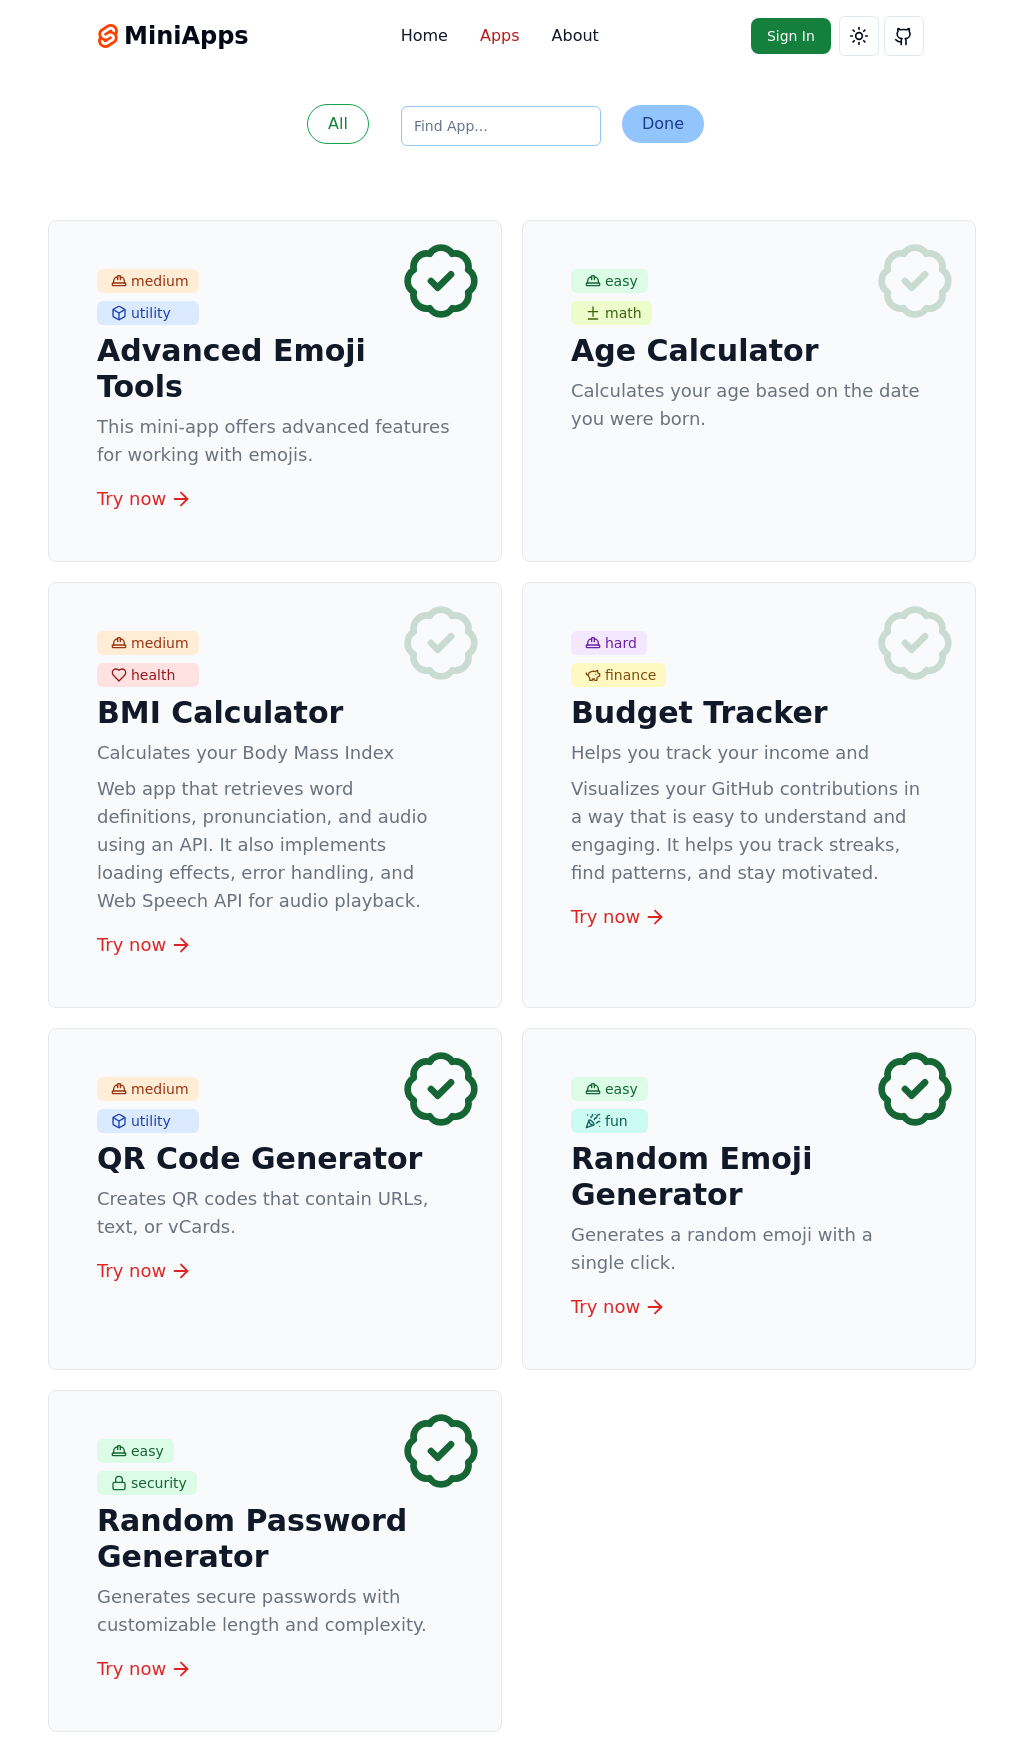 MiniApps
Home
Apps
About
Sign In
All
Find App...
Done
medium
utility
Advanced Emoji
Tools
This mini-app offers advanced features
for working with emojis.
Try now
easy
math
Age Calculator
Calculates your age based on the date
you were born.
medium
health
BMI Calculator
Calculates your Body Mass Index
Web app that retrieves word
definitions, pronunciation, and audio
using an API. It also implements
loading effects, error handling, and
Web Speech API for audio playback.
Try now
hard
finance
Budget Tracker
Helps you track your income and
Visualizes your GitHub contributions in
a way that is easy to understand and
engaging. It helps you track streaks,
find patterns, and stay motivated.
Try now
medium
utility
QR Code Generator
Creates QR codes that contain URLs,
text, or vCards.
Try now
easy
fun
Random Emoji
Generator
Generates a random emoji with a
single click.
Try now
easy
security
Random Password
Generator
Generates secure passwords with
customizable length and complexity.
Try now